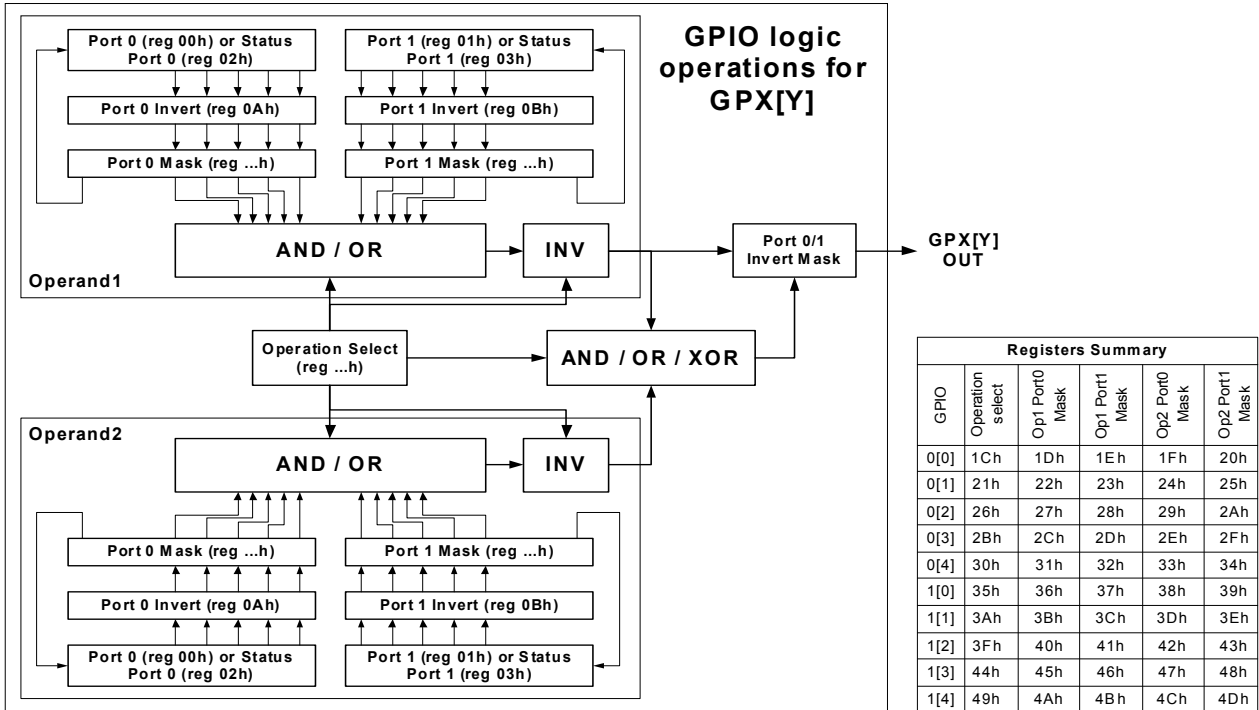 GPIO logic
operations for
GPX[Y]
Port 0 (reg 00h) or Status
Port 0 (reg 02h)
Port 1 (reg 01h) or Status
Port 1 (reg 03h)
Port 0 Invert (reg 0Ah)
Port 1 Invert (reg 0Bh)
Port 0 Mask (reg ...h)
Port 1 Mask (reg ...h)
AND / OR
INV
Operand1
Port 0/1
Invert Mask
GPX[Y]
OUT
Operation Select
(reg ...h)
AND / OR / XOR
Operand2
AND / OR
INV
Port 0 Mask (reg ...h)
Port 1 Mask (reg ...h)
Port 0 Invert (reg 0Ah)
Port 1 Invert (reg 0Bh)
Port 0 (reg 00h) or Status
Port 0 (reg 02h)
Port 1 (reg 01h) or Status
Port 1 (reg 03h)
Registers Summary
GPIO
Operation
select
Op1 Port0
Mask
Op1 Port1
Mask
Op2 Port0
Mask
Op2 Port1
Mask
0[0] 1Ch 1Dh 1Eh 1Fh 20h
0[1] 21h 22h 23h 24h 25h
0[2] 26h 27h 28h 29h 2Ah
0[3] 2Bh 2Ch 2Dh 2Eh 2Fh
0[4] 30h 31h 32h 33h 34h
1[0] 35h 36h 37h 38h 39h
1[1] 3Ah 3Bh 3Ch 3Dh 3Eh
1[2] 3Fh 40h 41h 42h 43h
1[3] 44h 45h 46h 47h 48h
1[4] 49h 4Ah 4Bh 4Ch 4Dh